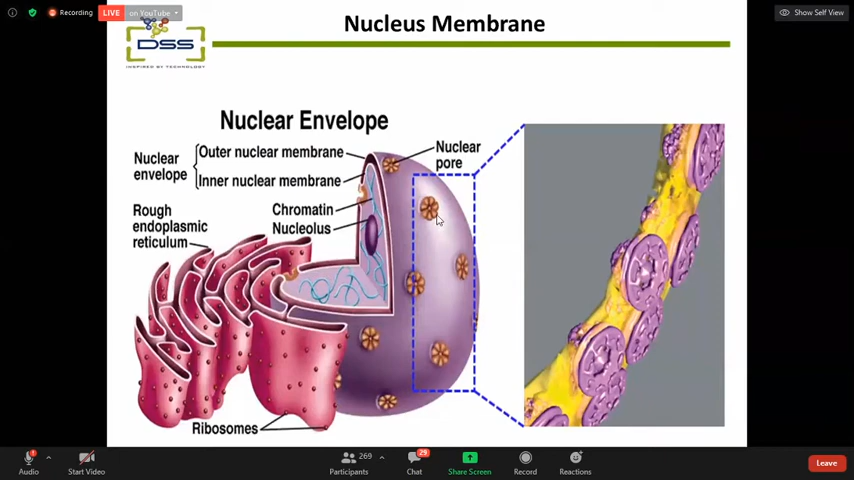 Recording
LIVE
on YouTube
Show Self View
Nucleus Membrane
DSS
INSPIRED BY TECHNOLOGY
Nuclear Envelope
Nuclear
envelope
Outer nuclear membrane
Inner nuclear membrane
Nuclear
pore
Chromatin
Nucleolus
Rough
endoplasmic
reticulum
Ribosomes
Audio
Start Video
269
Participants
29
Chat
Share Screen
Record
Reactions
Leave